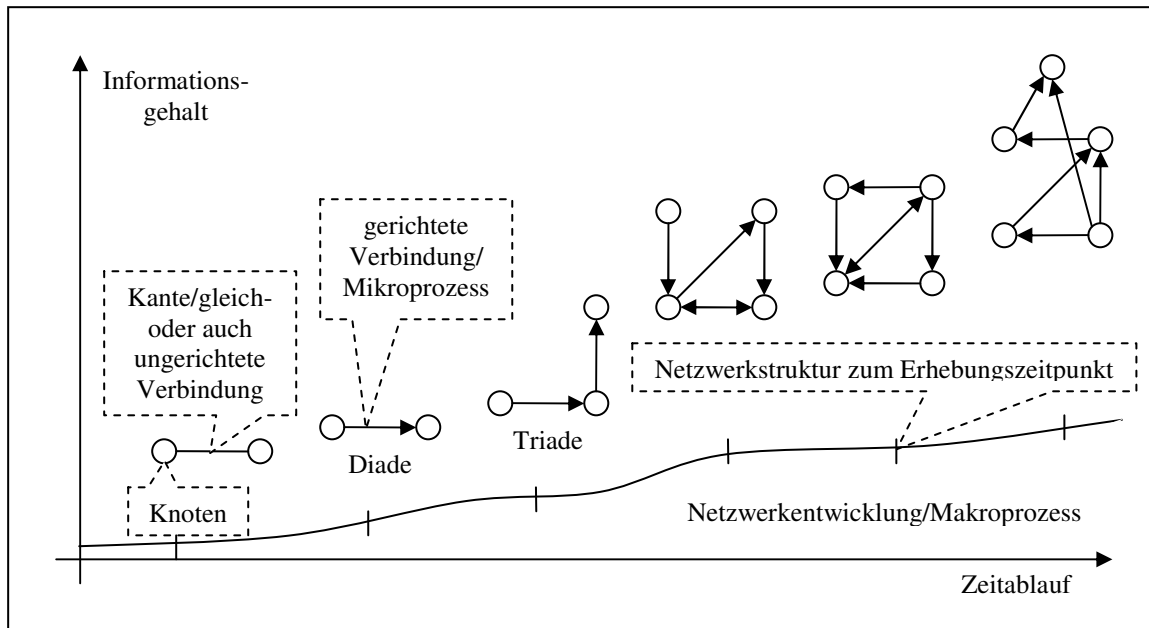 Informations-
gehalt
gerichtete
Verbindung/
Mikroprozess
Kante/gleich-
oder auch
ungerichtete
Verbindung
Netzwerkstruktur zum Erhebungszeitpunkt
Triade
Diade
Knoten
Netzwerkentwicklung/Makroprozess
Zeitablauf